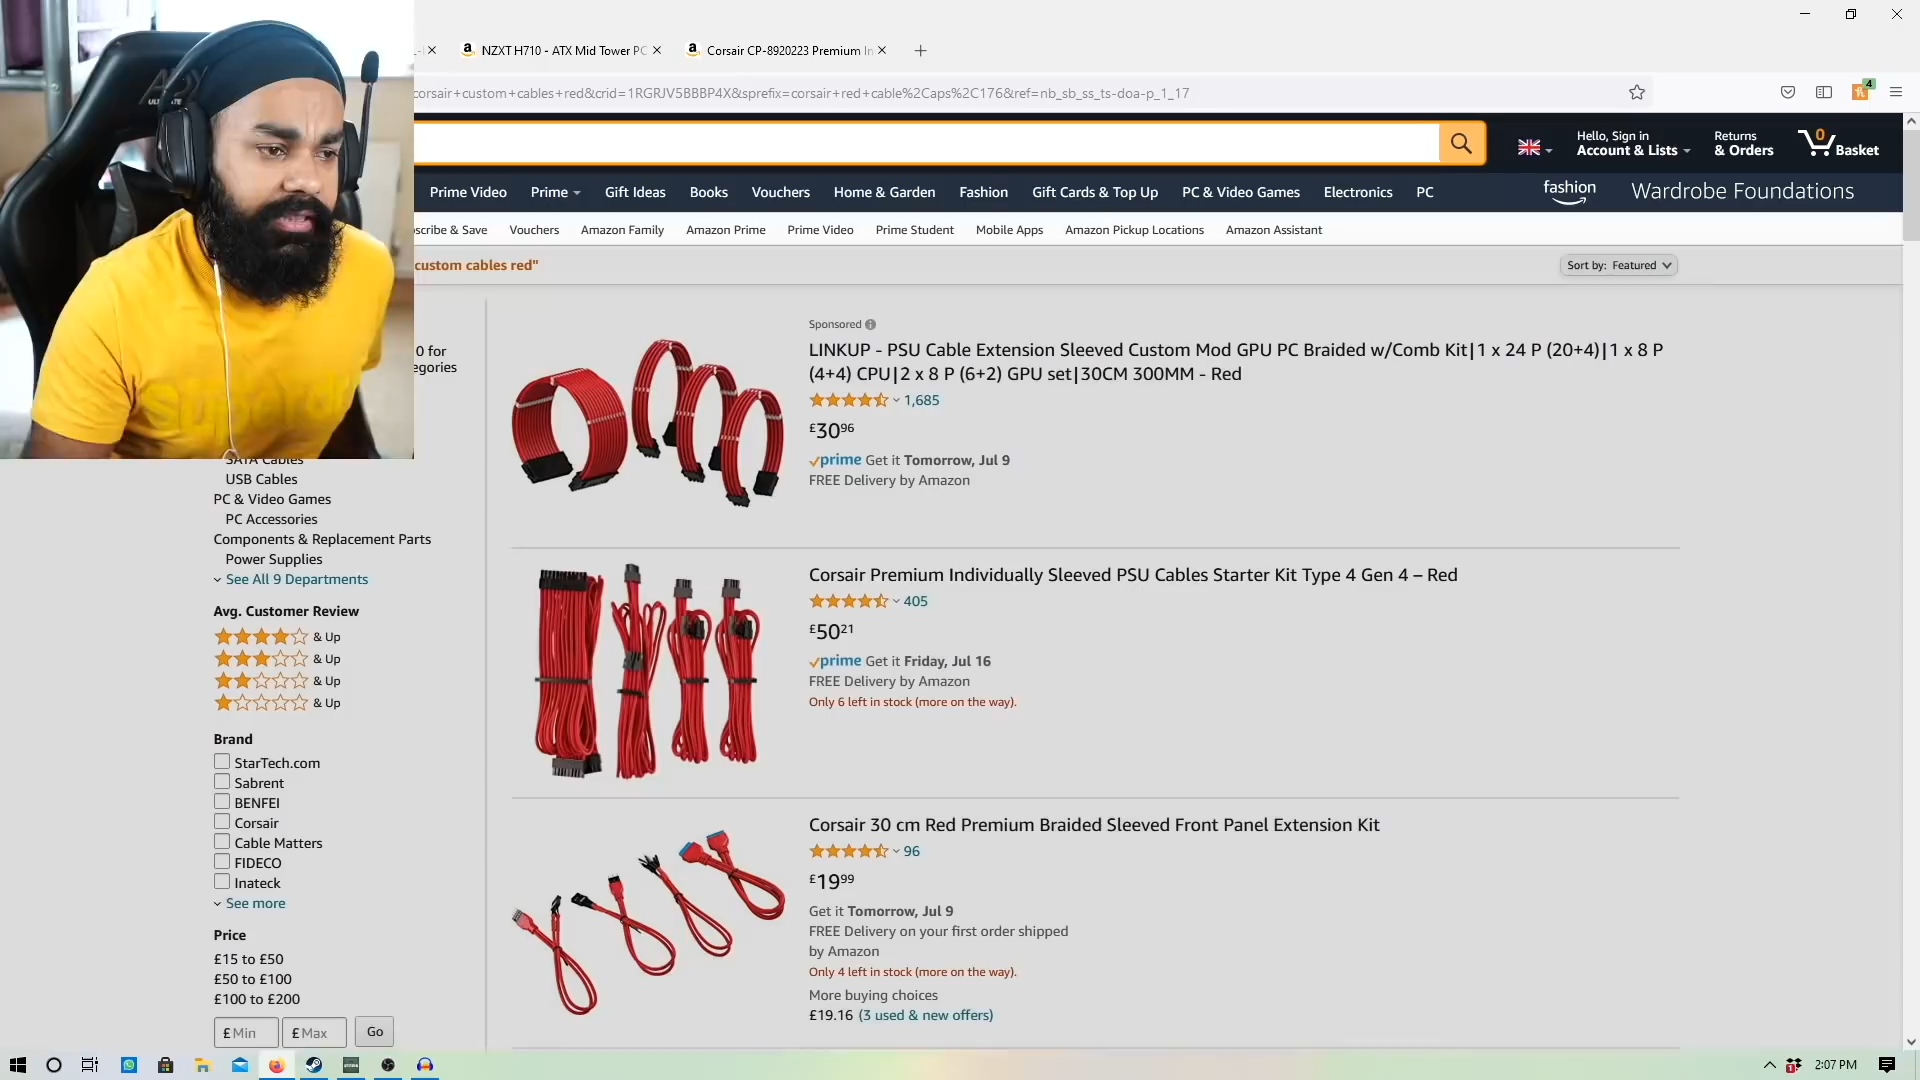 NZXT H710 - ATX Mid Tower PC
Corsair CP-8920223 Premium In
corsair+custom+cables+red&crid=1RGRJV5BBBP4X&sprefix=corsair+red+cable%2Caps%2C176&ref=nb_sb_ss_ts-doa-p_1_17
4
Hello, Sign in
Account & Lists
Returns
& Orders
0
Basket
Prime Video
Prime
Gift Ideas
Books
Vouchers
Home & Garden
Fashion
Gift Cards & Top Up
PC & Video Games
Electronics
PC
fashion
Wardrobe Foundations
scribe & Save
Vouchers
Amazon Family
Amazon Prime
Prime Video
Prime Student
Mobile Apps
Amazon Pickup Locations
Amazon Assistant
custom cables red"
Sort by: Featured
0 for
egories
SATA Cables
USB Cables
PC & Video Games
PC Accessories
Components & Replacement Parts
Power Supplies
See All 9 Departments
Avg. Customer Review
& Up
& Up
& Up
& Up
Brand
StarTech.com
Sabrent
BENFEI
Corsair
Cable Matters
FIDECO
Inateck
See more
Price
£15 to £50
£50 to £100
£100 to £200
£ Min
£ Max
Go
Sponsored
LINKUP - PSU Cable Extension Sleeved Custom Mod GPU PC Braided w/Comb Kit|1 x 24 P (20+4)|1 x 8 P
(4+4) CPU|2 x 8 P (6+2) GPU set|30CM 300MM - Red
1,685
£30.96
prime Get it Tomorrow, Jul 9
FREE Delivery by Amazon
Corsair Premium Individually Sleeved PSU Cables Starter Kit Type 4 Gen 4 – Red
405
£50.21
prime Get it Friday, Jul 16
FREE Delivery by Amazon
Only 6 left in stock (more on the way).
Corsair 30 cm Red Premium Braided Sleeved Front Panel Extension Kit
96
£19.99
Get it Tomorrow, Jul 9
FREE Delivery on your first order shipped
by Amazon
Only 4 left in stock (more on the way).
More buying choices
£19.16 (3 used & new offers)
2:07 PM